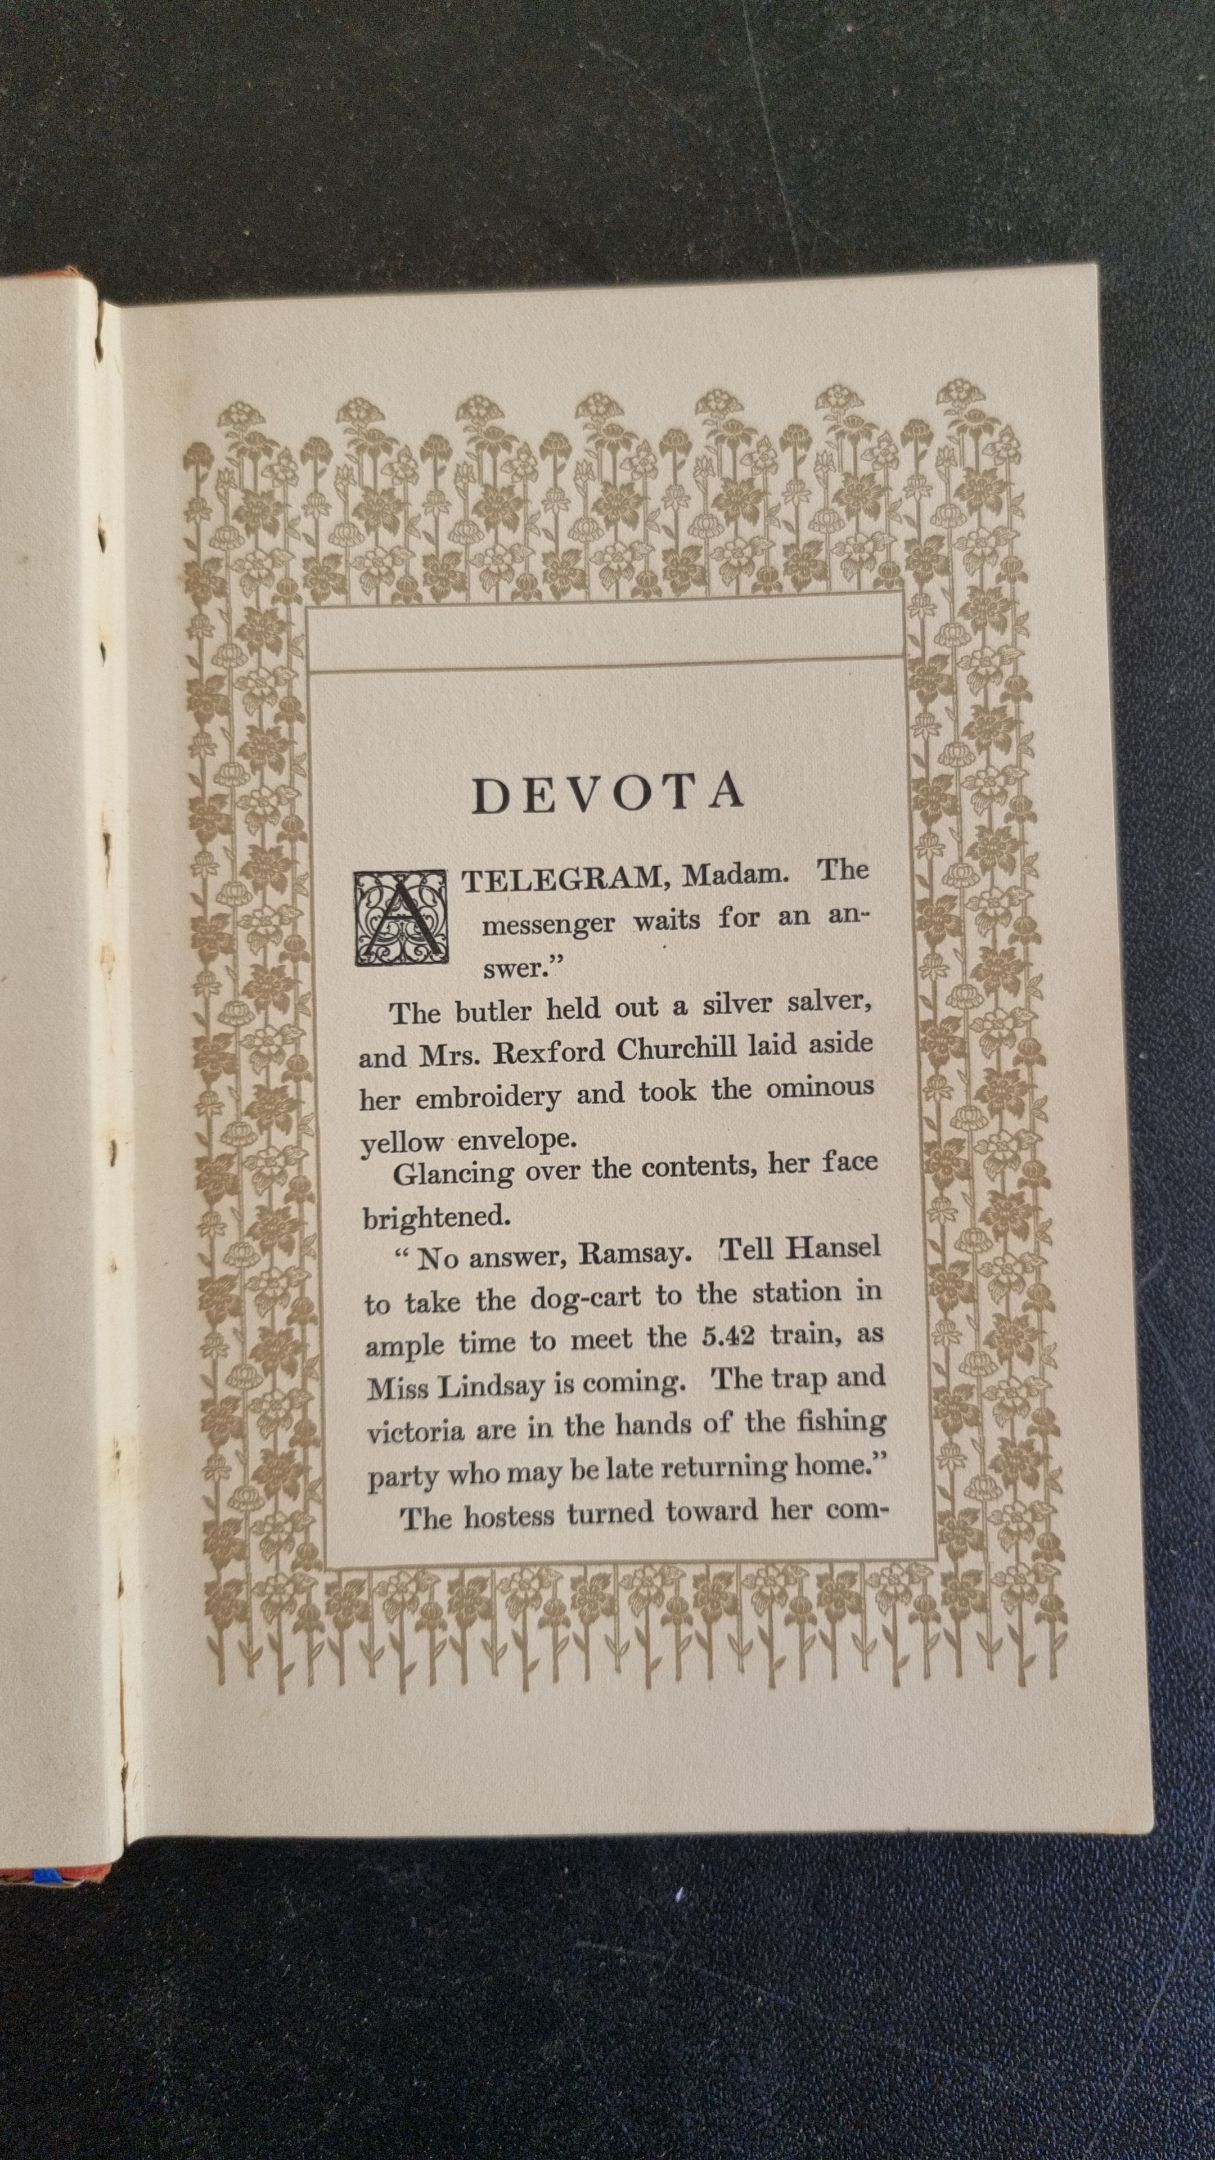 DEVOTA
A TELEGRAM, Madam. The
messenger waits for an an-
swer.”
The butler held out a silver salver,
and Mrs. Rexford Churchill laid aside
her embroidery and took the ominous
yellow envelope.
Glancing over the contents, her face
brightened.
“No answer, Ramsay. Tell Hansel
to take the dog-cart to the station in
ample time to meet the 5.42 train, as
Miss Lindsay is coming. The trap and
victoria are in the hands of the fishing
party who may be late returning home.”
The hostess turned toward her com-